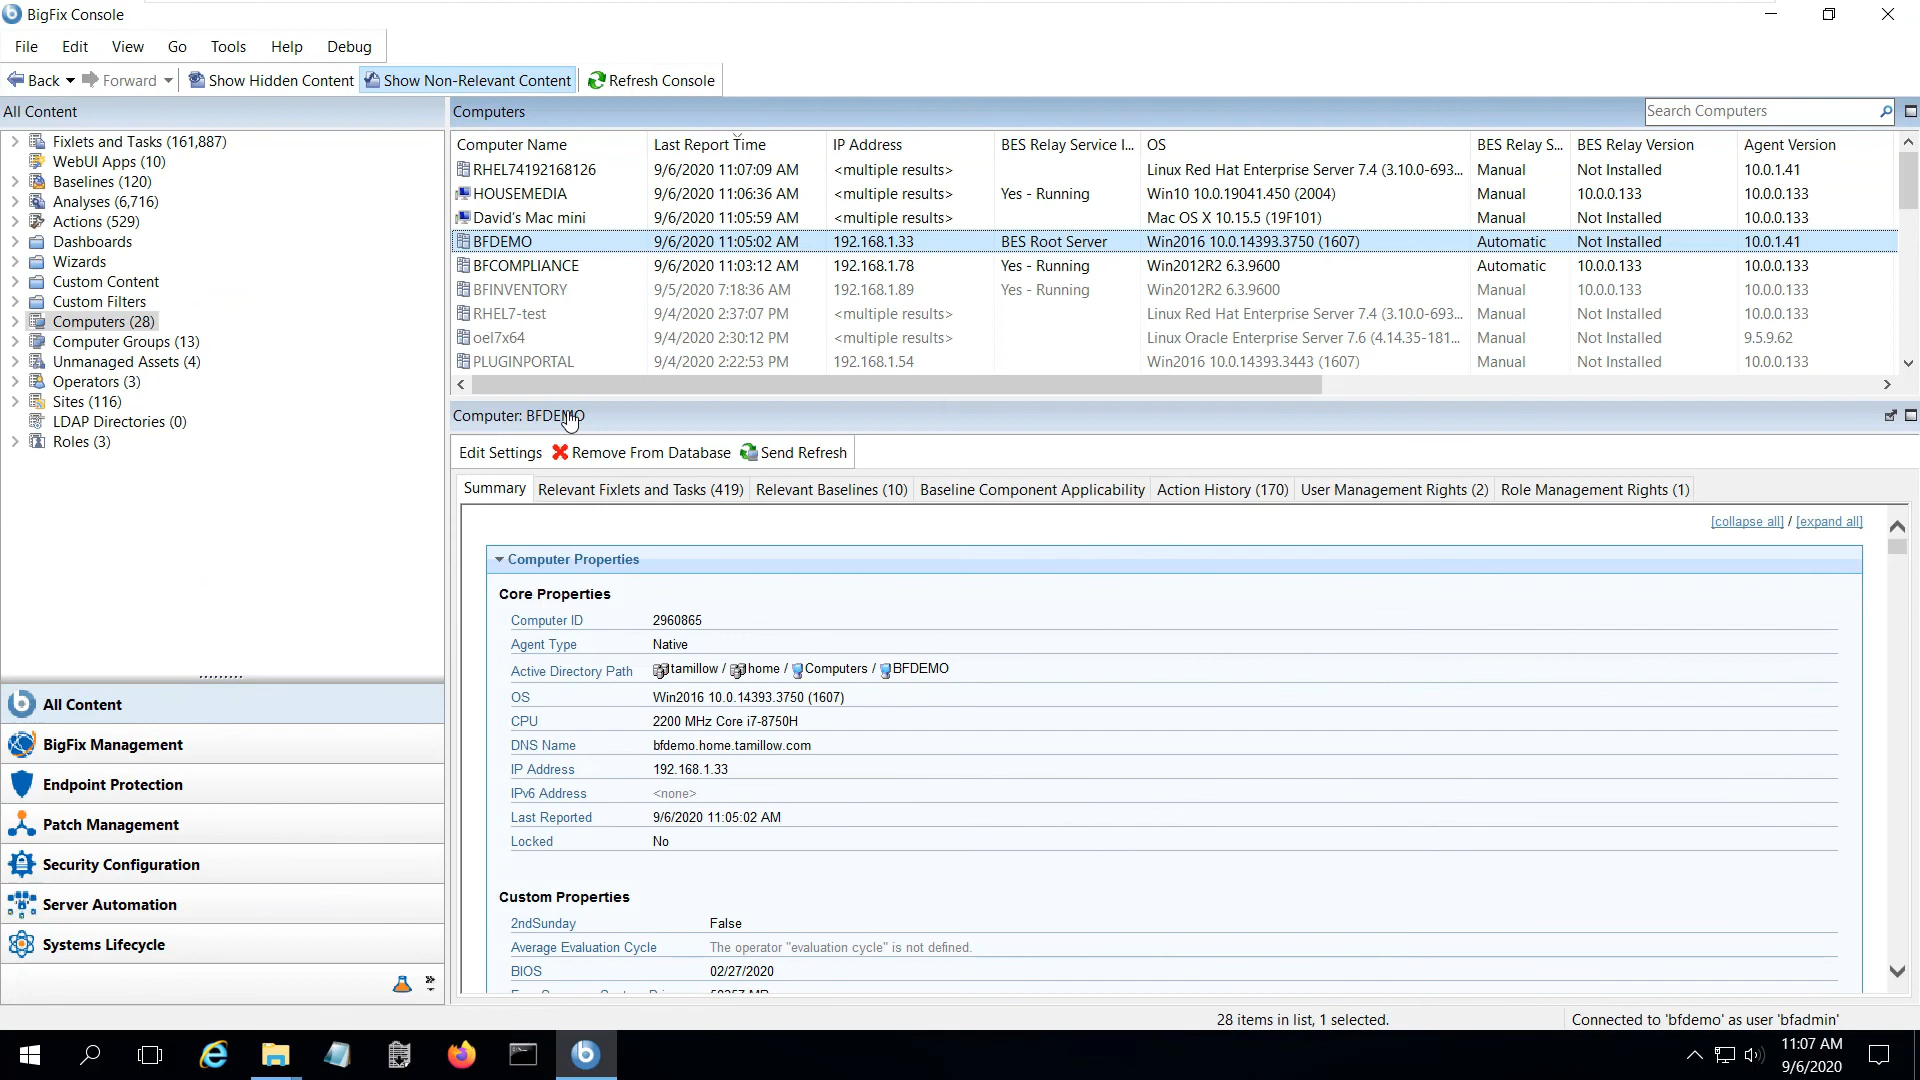 BigFix Console
File Edit View Go Tools Help Debug
Back Forward Show Hidden Content Show Non-Relevant Content Refresh Console
All Content
Fixlets and Tasks (161,887)
WebUI Apps (10)
Baselines (120)
Analyses (6,716)
Actions (529)
Dashboards
Wizards
Custom Content
Custom Filters
Computers (28)
Computer Groups (13)
Unmanaged Assets (4)
Operators (3)
Sites (116)
LDAP Directories (0)
Roles (3)
All Content
BigFix Management
Endpoint Protection
Patch Management
Security Configuration
Server Automation
Systems Lifecycle
Computers Search Computers
Computer Name Last Report Time IP Address BES Relay Service I... OS BES Relay S... BES Relay Version Agent Version
RHEL74192168126 9/6/2020 11:07:09 AM <multiple results> Linux Red Hat Enterprise Server 7.4 (3.10.0-693... Manual Not Installed 10.0.1.41
HOUSEMEDIA 9/6/2020 11:06:36 AM <multiple results> Yes - Running Win10 10.0.19041.450 (2004) Manual 10.0.0.133 10.0.0.133
David's Mac mini 9/6/2020 11:05:59 AM <multiple results> Mac OS X 10.15.5 (19F101) Manual Not Installed 10.0.0.133
BFDEMO 9/6/2020 11:05:02 AM 192.168.1.33 BES Root Server Win2016 10.0.14393.3750 (1607) Automatic Not Installed 10.0.1.41
BFCOMPLIANCE 9/6/2020 11:03:12 AM 192.168.1.78 Yes - Running Win2012R2 6.3.9600 Automatic 10.0.0.133 10.0.0.133
BFINVENTORY 9/5/2020 7:18:36 AM 192.168.1.89 Yes - Running Win2012R2 6.3.9600 Manual 10.0.0.133 10.0.0.133
RHEL7-test 9/4/2020 2:37:07 PM <multiple results> Linux Red Hat Enterprise Server 7.4 (3.10.0-693... Manual Not Installed 10.0.0.133
oel7x64 9/4/2020 2:30:12 PM <multiple results> Linux Oracle Enterprise Server 7.6 (4.14.35-181... Manual Not Installed 9.5.9.62
PLUGINPORTAL 9/4/2020 2:22:53 PM 192.168.1.54 Win2016 10.0.14393.3443 (1607) Manual Not Installed 10.0.0.133
Computer: BFDEMO
Edit Settings Remove From Database Send Refresh
Summary Relevant Fixlets and Tasks (419) Relevant Baselines (10) Baseline Component Applicability Action History (170) User Management Rights (2) Role Management Rights (1)
[collapse all] / [expand all]
Computer Properties
Core Properties
Computer ID 2960865
Agent Type Native
Active Directory Path tamillow / home / Computers / BFDEMO
OS Win2016 10.0.14393.3750 (1607)
CPU 2200 MHz Core i7-8750H
DNS Name bfdemo.home.tamillow.com
IP Address 192.168.1.33
IPv6 Address <none>
Last Reported 9/6/2020 11:05:02 AM
Locked No
Custom Properties
2ndSunday False
Average Evaluation Cycle The operator "evaluation cycle" is not defined.
BIOS 02/27/2020
28 items in list, 1 selected. Connected to 'bfdemo' as user 'bfadmin'
11:07 AM
9/6/2020